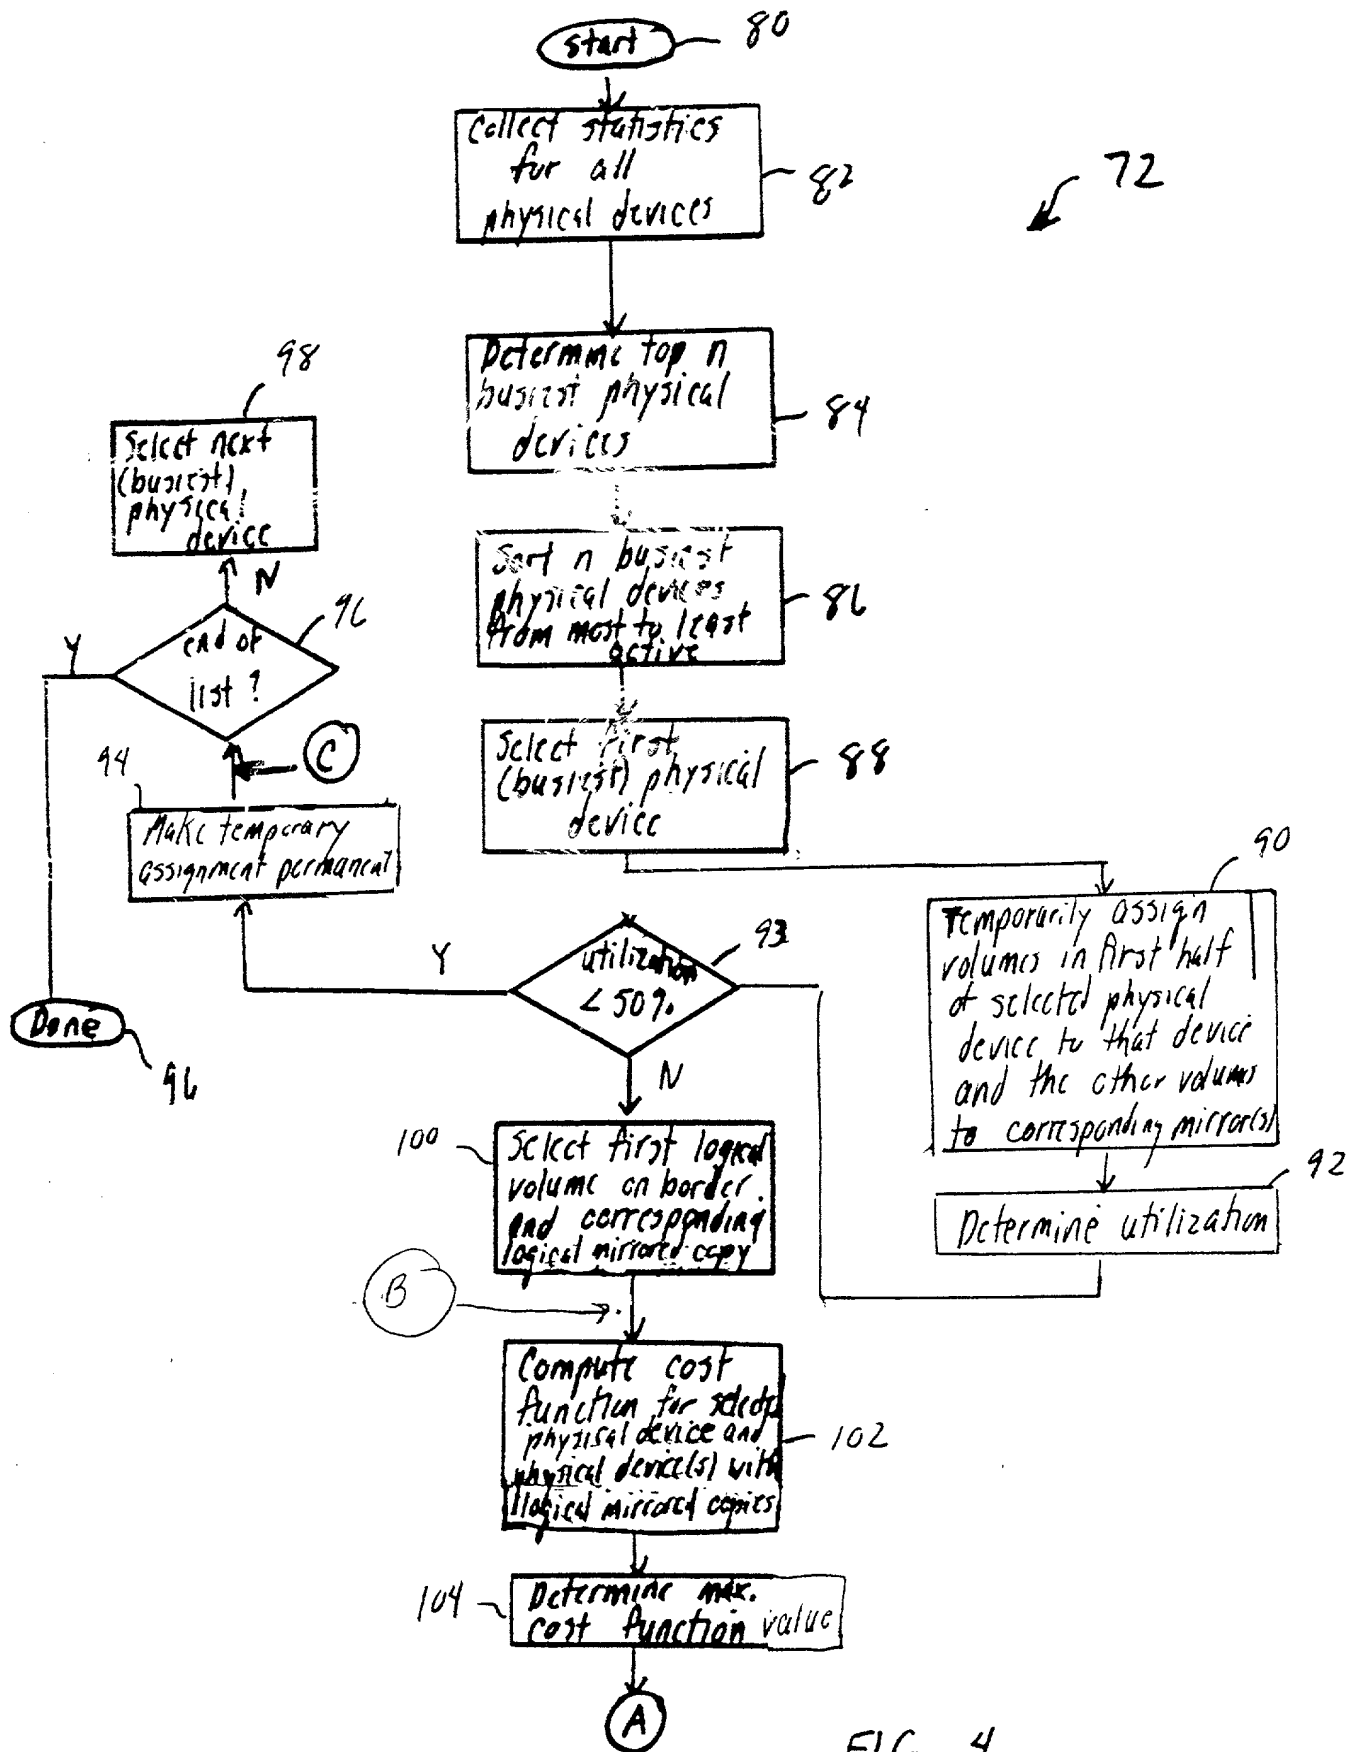 start
80
Collect statistics
for all
physical devices
82
72
Determine top n
busiest physical
devices
84
98
Select next
(busiest)
physical
device
N
Sort n busiest
physical devices
from most to least
active
86
96
end of
list ?
Y
C
94
Make temporary
assignment permanent
Select first
(busiest) physical
device
88
90
Temporarily assign
volumes in first half
of selected physical
device to that device
and the other volumes
to corresponding mirror(s)
92
Determine utilization
93
utilization
< 50%
Y
N
Done
96
100
Select first logical
volume on border
and corresponding
logical mirrored copy
B
Compute cost
function for selected
physical device and
physical device(s) with
logical mirrored copies
102
104
Determine max.
cost function value
A
FIG. 4